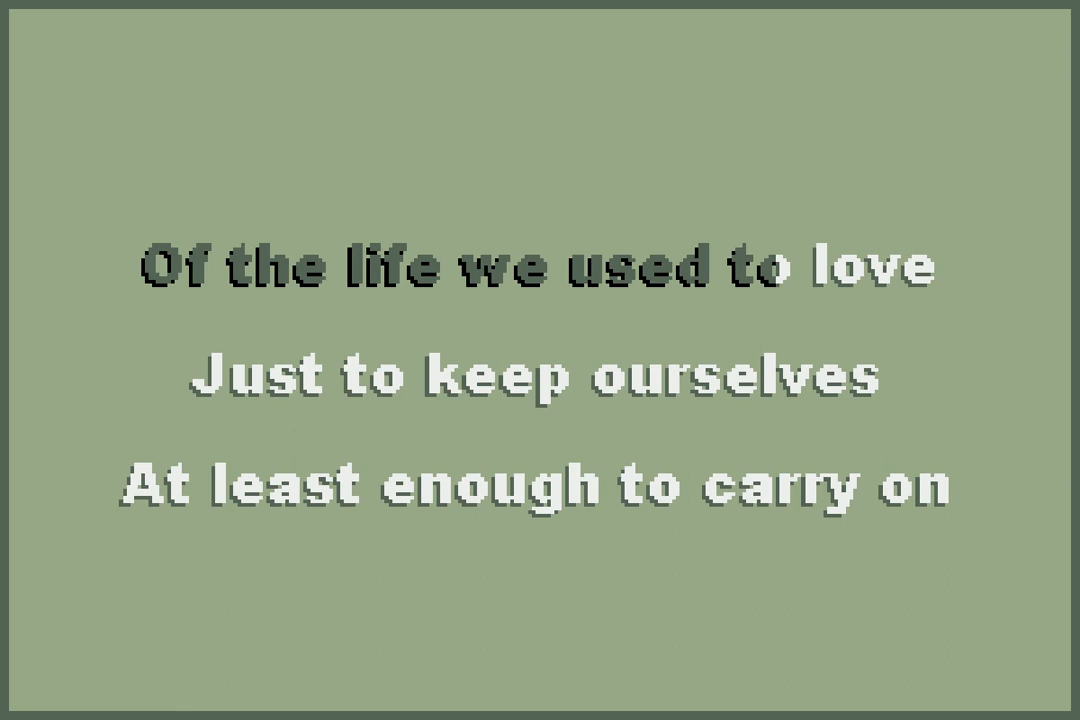 Of the life we used to love
Just to keep ourselves
At least enough to carry on